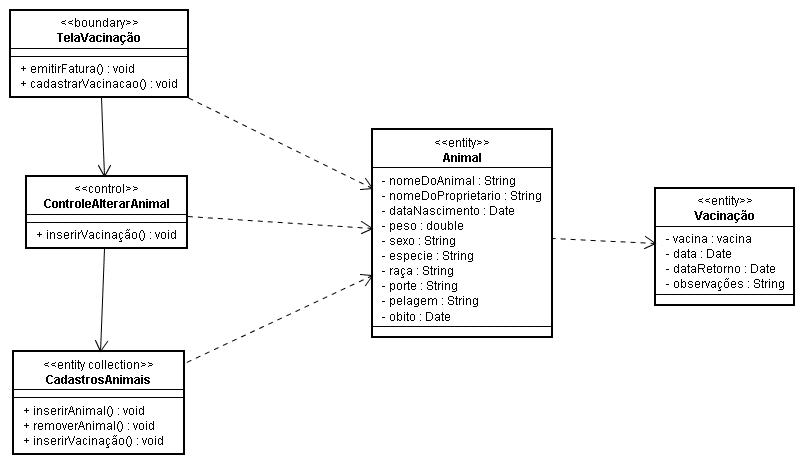 <<boundary>>
TelaVacinação
+ emitirFatura() : void
+ cadastrarVacinacao() : void
<<control>>
ControleAlterarAnimal
+ inserirVacinação() : void
<<entity collection>>
CadastrosAnimais
+ inserirAnimal() : void
+ removerAnimal() : void
+ inserirVacinação() : void
<<entity>>
Animal
- nomeDoAnimal : String
- nomeDoProprietario : String
- dataNascimento : Date
- peso : double
- sexo : String
- especie : String
- raça : String
- porte : String
- pelagem : String
- obito : Date
<<entity>>
Vacinação
- vacina : vacina
- data : Date
- dataRetorno : Date
- observações : String